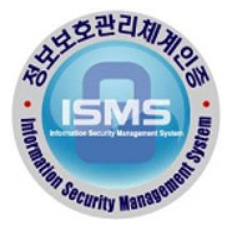 정보보호관리체계인증
ISMS
Information Security Management System
Information Security Management System